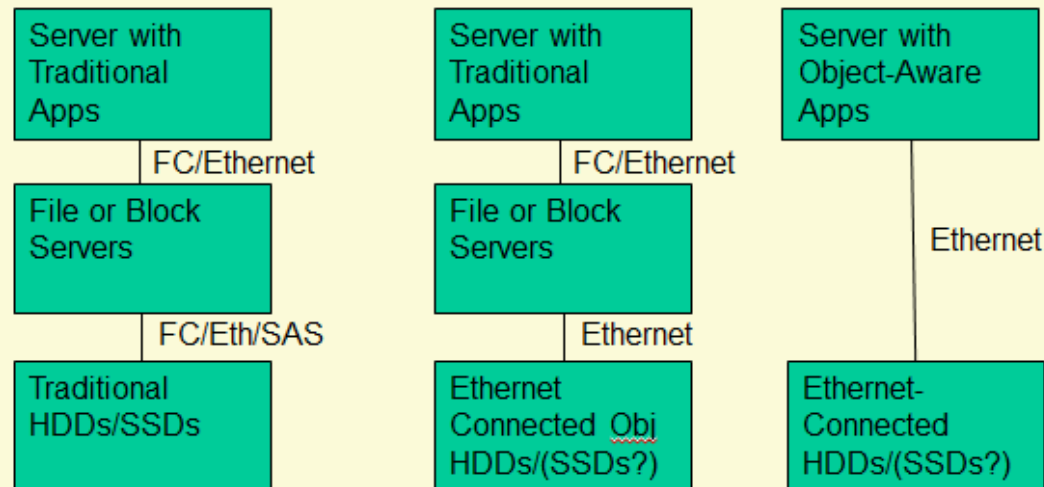 Server with
Traditional
Apps
FC/Ethernet
File or Block
Servers
FC/Eth/SAS
Traditional
HDDs/SSDs
Server with
Traditional
Apps
FC/Ethernet
File or Block
Servers
Ethernet
Ethernet
Connected Obj
HDDs/(SSDs?)
Server with
Object-Aware
Apps
Ethernet
Ethernet-
Connected
HDDs/(SSDs?)